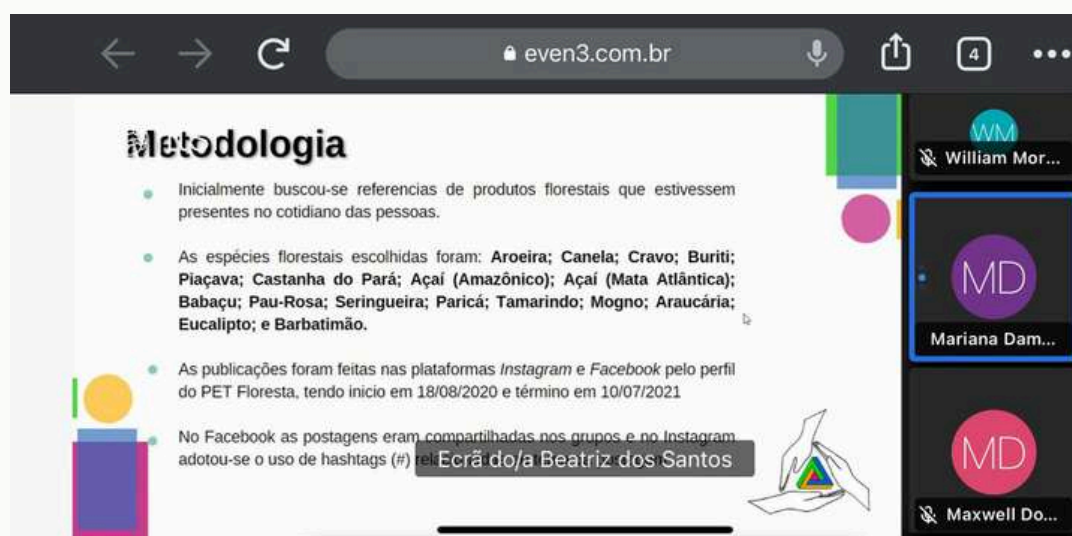 even3.com.br
4
Metodologia
Inicialmente buscou-se referencias de produtos florestais que estivessem
presentes no cotidiano das pessoas.
As espécies florestais escolhidas foram: Aroeira; Canela; Cravo; Buriti;
Piaçava; Castanha do Pará; Açaí (Amazônico); Açaí (Mata Atlântica);
Babaçu; Pau-Rosa; Seringueira; Paricá; Tamarindo; Mogno; Araucária;
Eucalipto; e Barbatimão.
As publicações foram feitas nas plataformas Instagram e Facebook pelo perfil
do PET Floresta, tendo inicio em 18/08/2020 e término em 10/07/2021
No Facebook as postagens eram compartilhadas nos grupos e no Instagram
adotou-se o uso de hashtags (#)
Ecrã do/a Beatriz dos Santos
WM
William Mor...
MD
Mariana Dam...
MD
Maxwell Do...